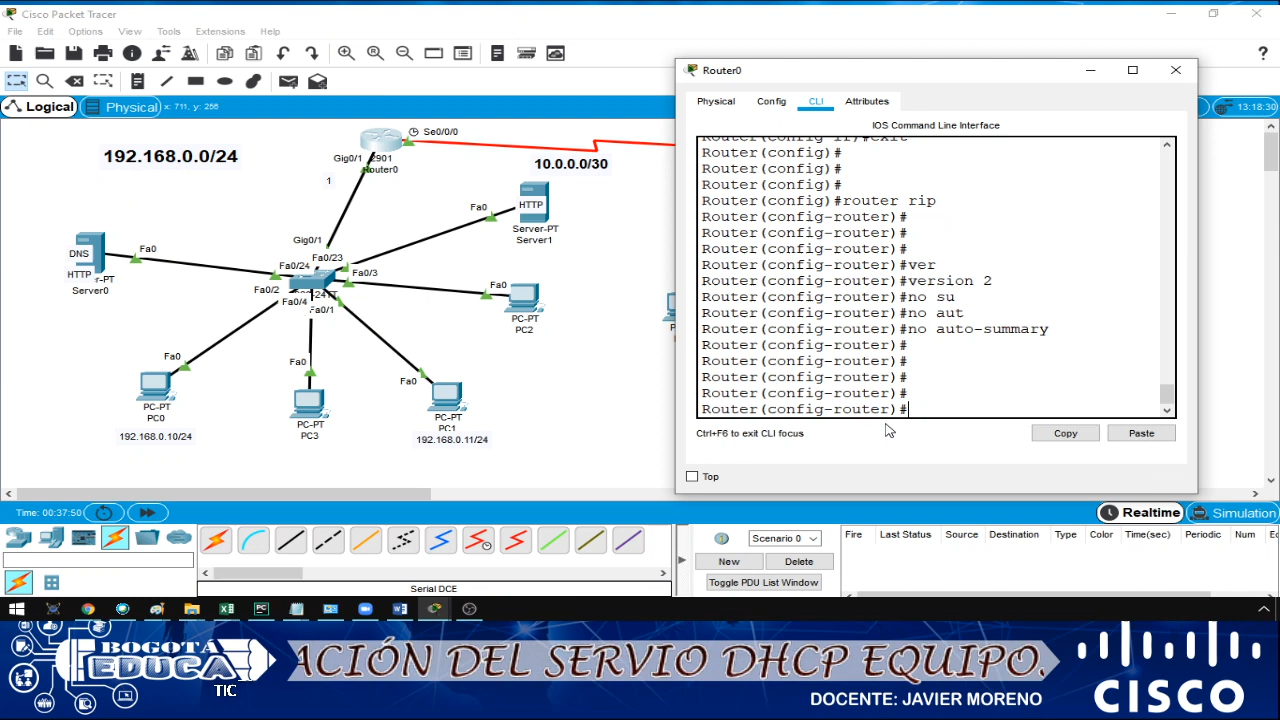 Cisco Packet Tracer
File Edit Options View Tools Extensions Help
Logical Physical x: 711, y: 256
13:18:30
192.168.0.0/24
Se0/0/0
Gig0/1 2901
Router0
1
10.0.0.0/30
Fa0
HTTP
Server-PT
Server1
Gig0/1
DNS
HTTP
r-PT
Server0
Fa0
Fa0/24
Fa0/23
Fa0/3
Fa0/2
Fa0/4
Fa0/1
Fa0
PC-PT
PC2
Fa0
PC-PT
PC0
192.168.0.10/24
Fa0
PC-PT
PC3
Fa0
PC-PT
PC1
192.168.0.11/24
Router0
Physical Config CLI Attributes
IOS Command Line Interface
Router(config)#
Router(config)#
Router(config)#
Router(config)#router rip
Router(config-router)#
Router(config-router)#
Router(config-router)#
Router(config-router)#ver
Router(config-router)#version 2
Router(config-router)#no su
Router(config-router)#no aut
Router(config-router)#no auto-summary
Router(config-router)#
Router(config-router)#
Router(config-router)#
Router(config-router)#
Router(config-router)#
Ctrl+F6 to exit CLI focus
Copy Paste
Top
Time: 00:37:50
Realtime Simulation
Scenario 0
New Delete
Toggle PDU List Window
Fire Last Status Source Destination Type Color Time(sec) Periodic Num
Serial DCE
BOGOTÁ
EDUCA
TIC
ACIÓN DEL SERVIO DHCP EQUIPO.
DOCENTE: JAVIER MORENO
CISCO